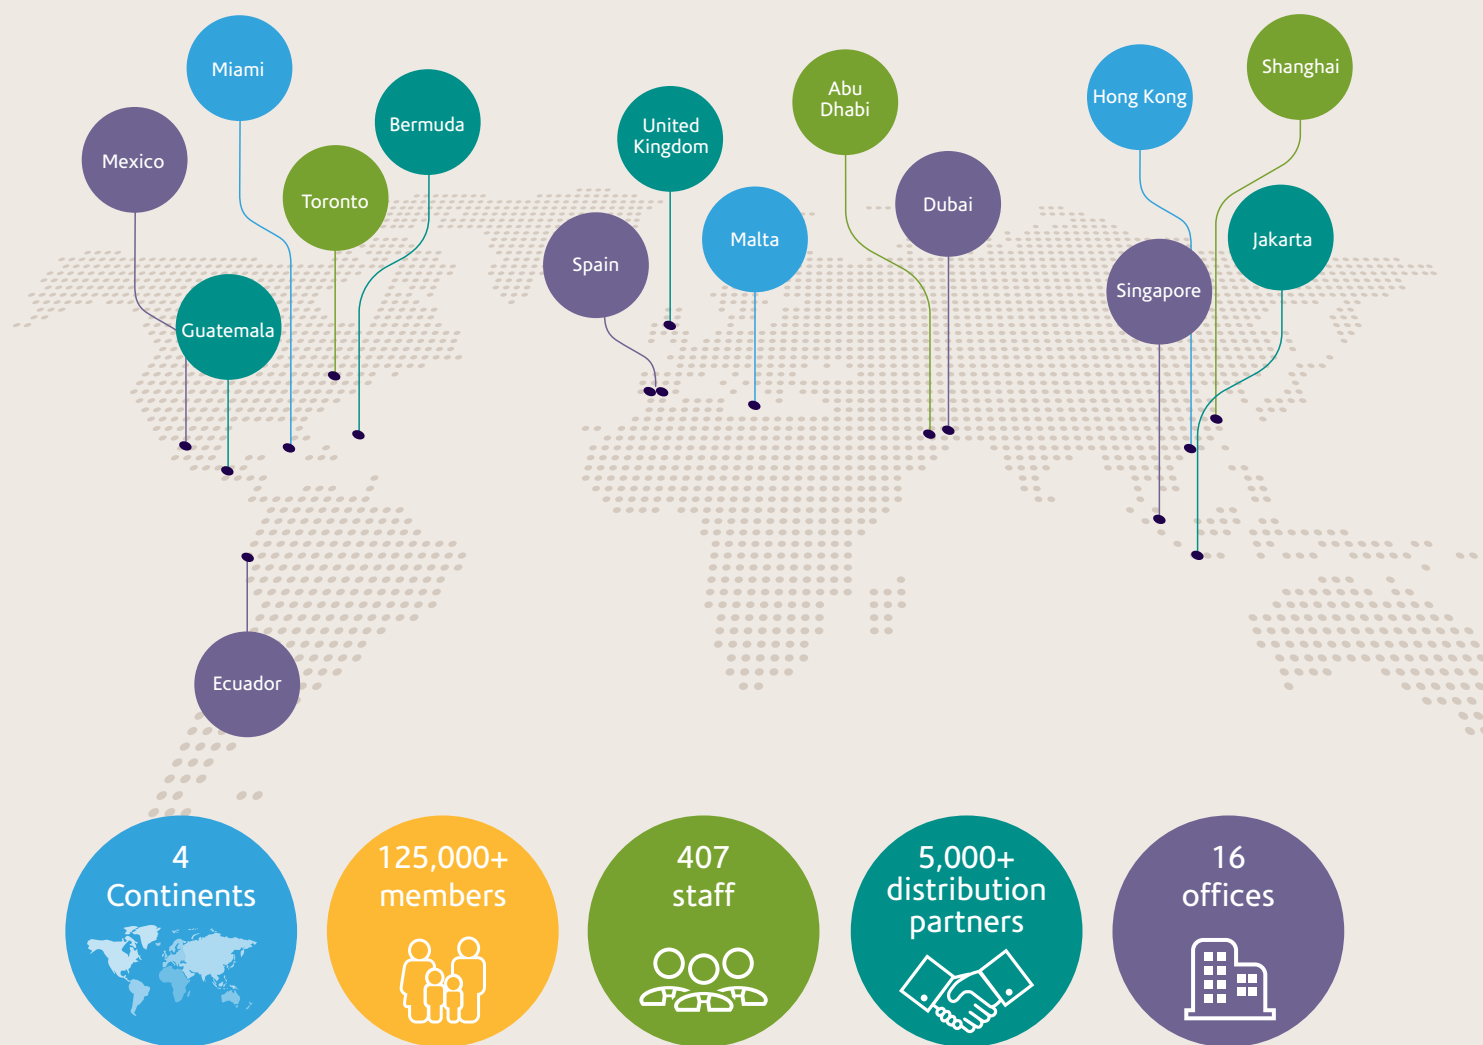 Miami
Mexico
Toronto
Bermuda
Guatemala
Ecuador
United
Kingdom
Spain
Malta
Abu
Dhabi
Dubai
Hong Kong
Shanghai
Singapore
Jakarta
4
Continents
125,000+
members
407
staff
5,000+
distribution
partners
16
offices